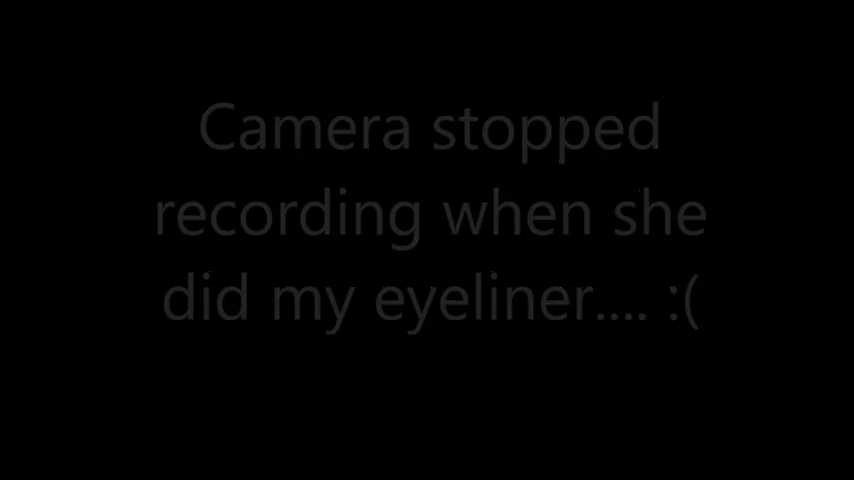 Camera stopped
recording when she
did my eyeliner.... :(